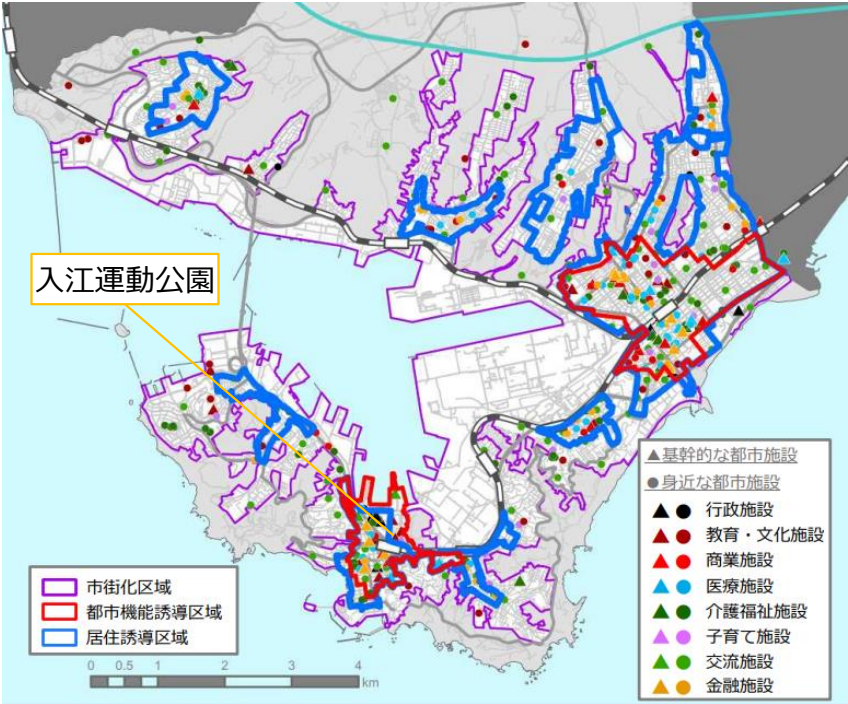 入江運動公園
▲基幹的な都市施設
●身近な都市施設
▲● 行政施設
▲● 教育・文化施設
▲● 商業施設
▲● 医療施設
▲● 介護福祉施設
▲● 子育て施設
▲● 交流施設
▲● 金融施設
市街化区域
都市機能誘導区域
居住誘導区域
0 0.5 1 2 3 4
km